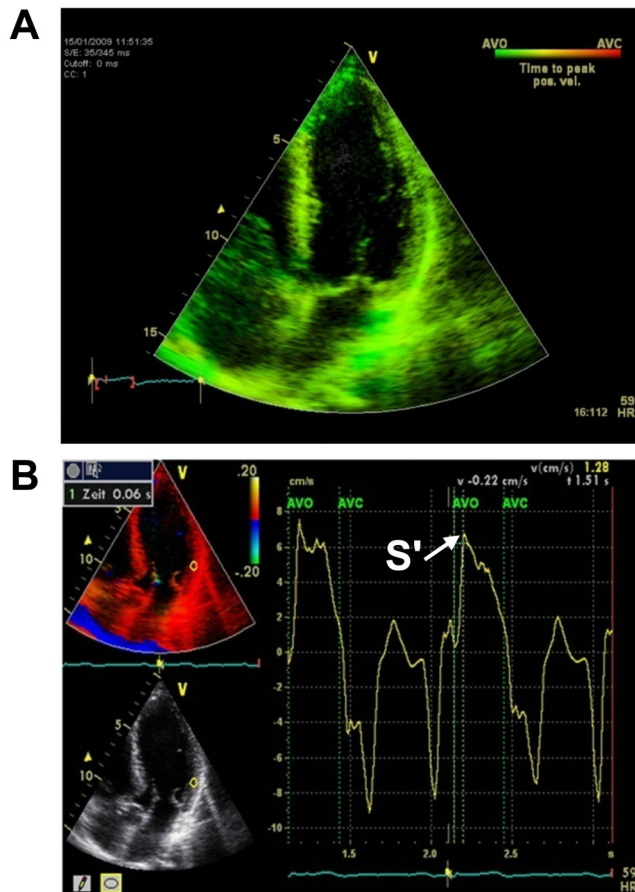 A
15/01/2009 11:51:35
S/E: 35/345 ms
Cutoff: 0 ms
CC: 1
V
AVO AVC
Time to peak
pos. vel.
5
10
15
59
16:112 HR
B
1 Zeit 0.06 s
V
.20
-.20
10
V
5
10
v(cm/s) 1.28
v -0.22 cm/s t 1.51 s
cm/s
AVO AVC AVO AVC
S'
8
6
4
2
0
-2
-4
-6
-8
-10
1.5 2.0 2.5 s
59
HR